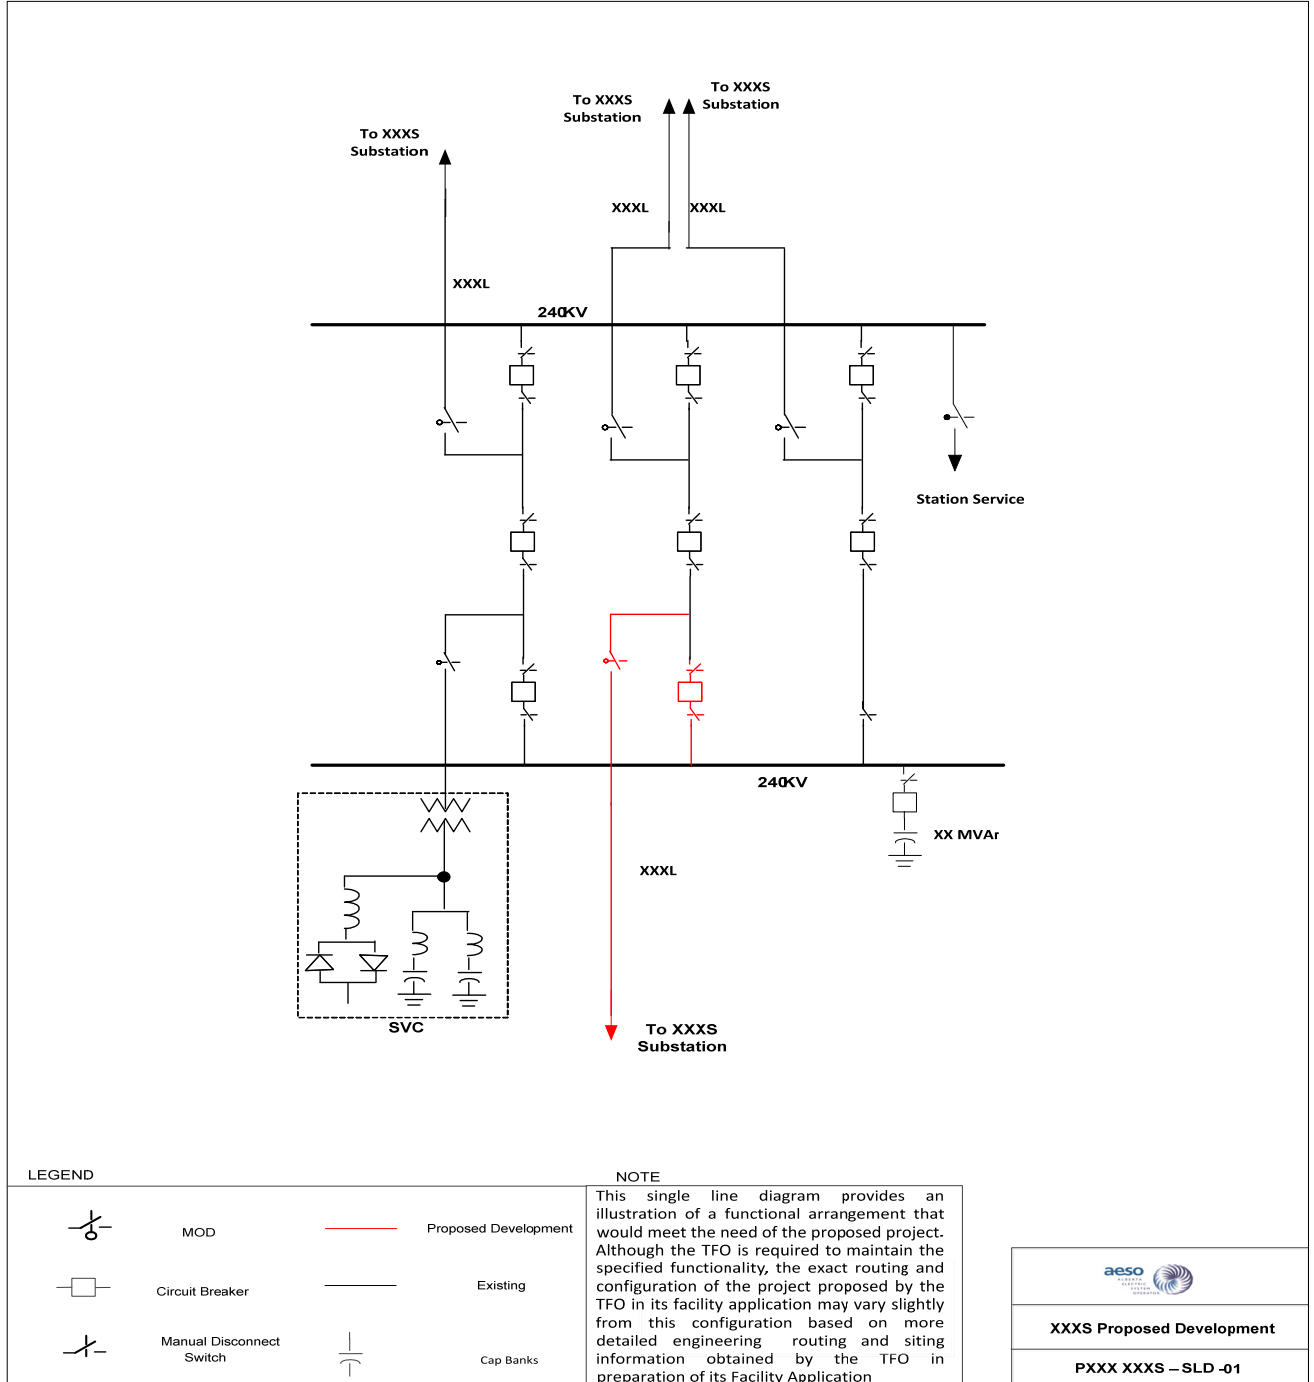 To XXXS
Substation
To XXXS
Substation
To XXXS
Substation
XXXL
XXXL
XXXL
240KV
Station Service
240KV
XX MVAr
XXXL
SVC
To XXXS
Substation
LEGEND
MOD
Proposed Development
Circuit Breaker
Existing
Manual Disconnect
Switch
Cap Banks
NOTE
This single line diagram provides an
illustration of a functional arrangement that
would meet the need of the proposed project.
Although the TFO is required to maintain the
specified functionality, the exact routing and
configuration of the project proposed by the
TFO in its facility application may vary slightly
from this configuration based on more
detailed engineering routing and siting
information obtained by the TFO in
preparation of its Facility Application
aeso
ALBERTA
ELECTRIC
SYSTEM
OPERATOR
XXXS Proposed Development
PXXX XXXS – SLD -01